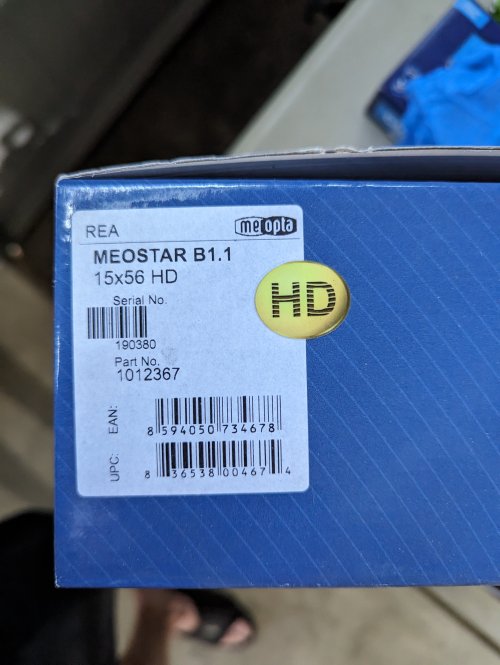 REA
meopta
MEOSTAR B1.1
15x56 HD
HD
Serial No.
190380
Part No.
1012367
EAN:
8 594050 734678
UPC:
8 36538 00467 4